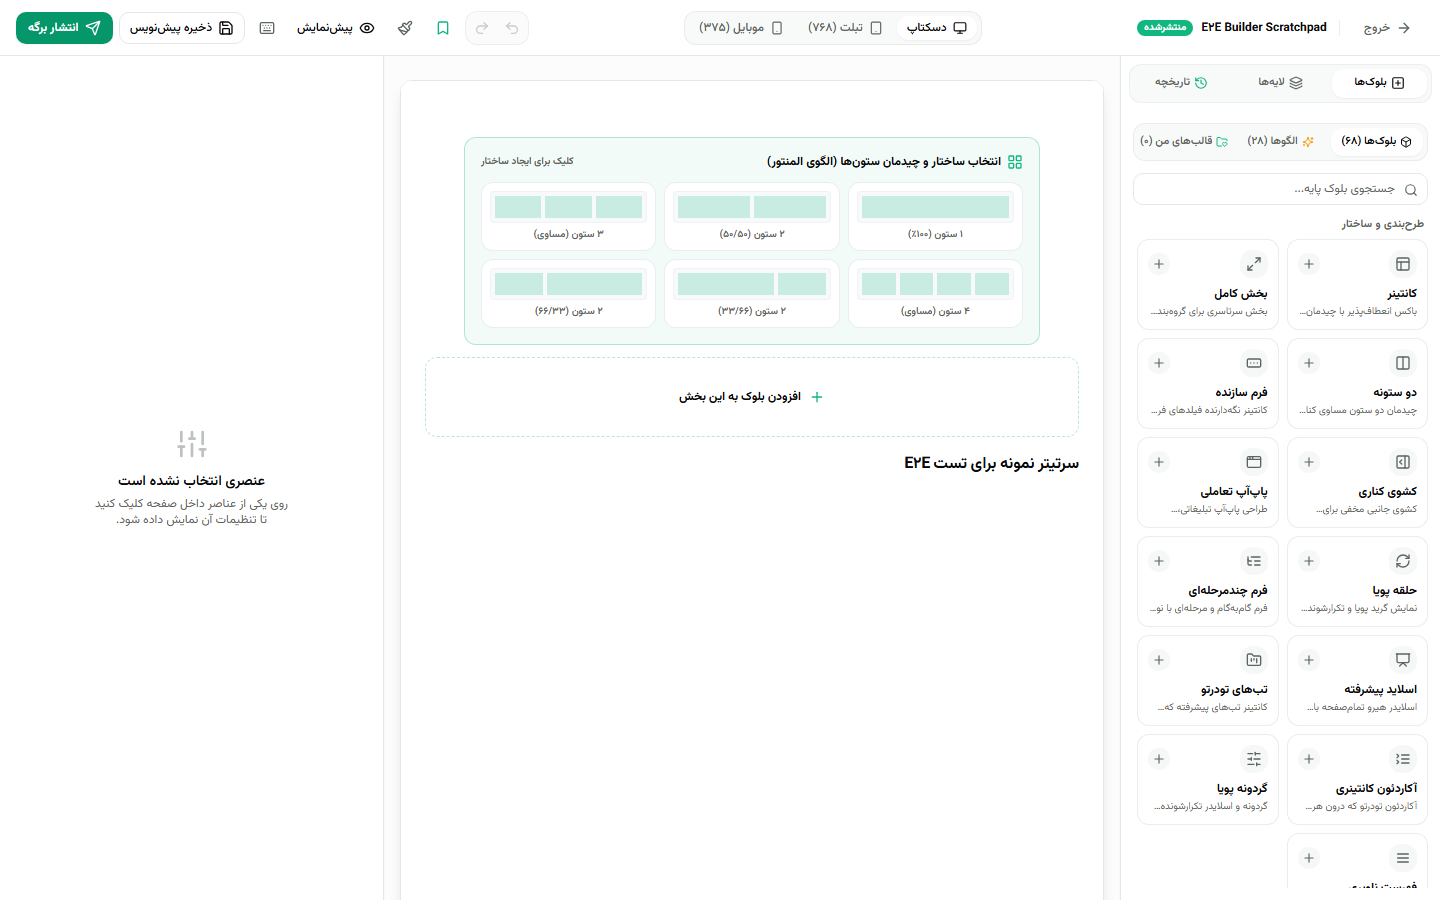 خروج
E2E Builder Scratchpad
منتشرشده
دسکتاپ
تبلت (۷۶۸)
موبایل (۳۷۵)
پیش‌نمایش
ذخیره پیش‌نویس
انتشار برگه
بلوک‌ها
لایه‌ها
تاریخچه
بلوک‌ها (۶۸)
الگوها (۲۸)
قالب‌های من (۰)
جستجوی بلوک پایه...
طرح‌بندی و ساختار
کانتینر
باکس انعطاف‌پذیر با چیدمان...
بخش کامل
بخش سرتاسری برای گروه‌بند...
دو ستونه
چیدمان دو ستون مساوی کنا...
فرم سازنده
کانتینر نگه‌دارنده فیلدهای فر...
کشوی کناری
کشوی جانبی مخفی برای...
پاپ‌آپ تعاملی
طراحی پاپ‌آپ تبلیغاتی،...
حلقه پویا
نمایش گرید پویا و تکرارشوند...
فرم چندمرحله‌ای
فرم گام‌به‌گام و مرحله‌ای با نو...
اسلاید پیشرفته
اسلایدر هیرو تمام‌صفحه با...
تب‌های تودرتو
کانتینر تب‌های پیشرفته که...
آکاردئون کانتینری
آکاردئون تودرتو که درون هر...
گردونه پویا
گردونه و اسلایدر تکرارشونده...
انتخاب ساختار و چیدمان ستون‌ها (الگوی المنتور)
کلیک برای ایجاد ساختار
۱ ستون (۱۰۰٪)
۲ ستون (۵۰/۵۰)
۳ ستون (مساوی)
۴ ستون (مساوی)
۲ ستون (۳۳/۶۶)
۲ ستون (۶۶/۳۳)
افزودن بلوک به این بخش
سرتیتر نمونه برای تست E2E
عنصری انتخاب نشده است
روی یکی از عناصر داخل صفحه کلیک کنید
تا تنظیمات آن نمایش داده شود.